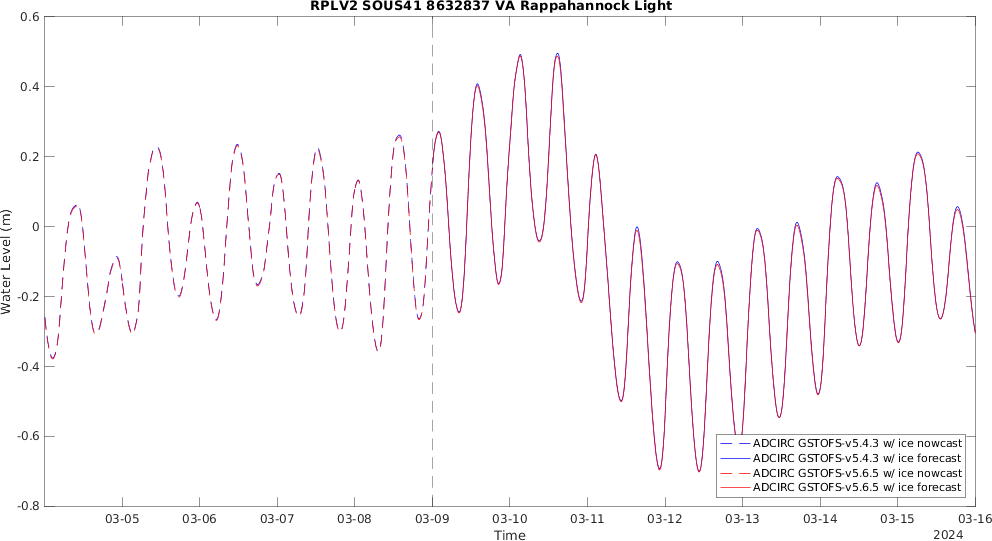 RPLV2 SOUS41 8632837 VA Rappahannock Light
0.6
0.4
0.2
0
-0.2
-0.4
-0.6
-0.8
Water Level (m)
ADCIRC GSTOFS-v5.4.3 w/ ice nowcast
ADCIRC GSTOFS-v5.4.3 w/ ice forecast
ADCIRC GSTOFS-v5.6.5 w/ ice nowcast
ADCIRC GSTOFS-v5.6.5 w/ ice forecast
03-05 03-06 03-07 03-08 03-09 03-10 03-11 03-12 03-13 03-14 03-15 03-16
Time
2024